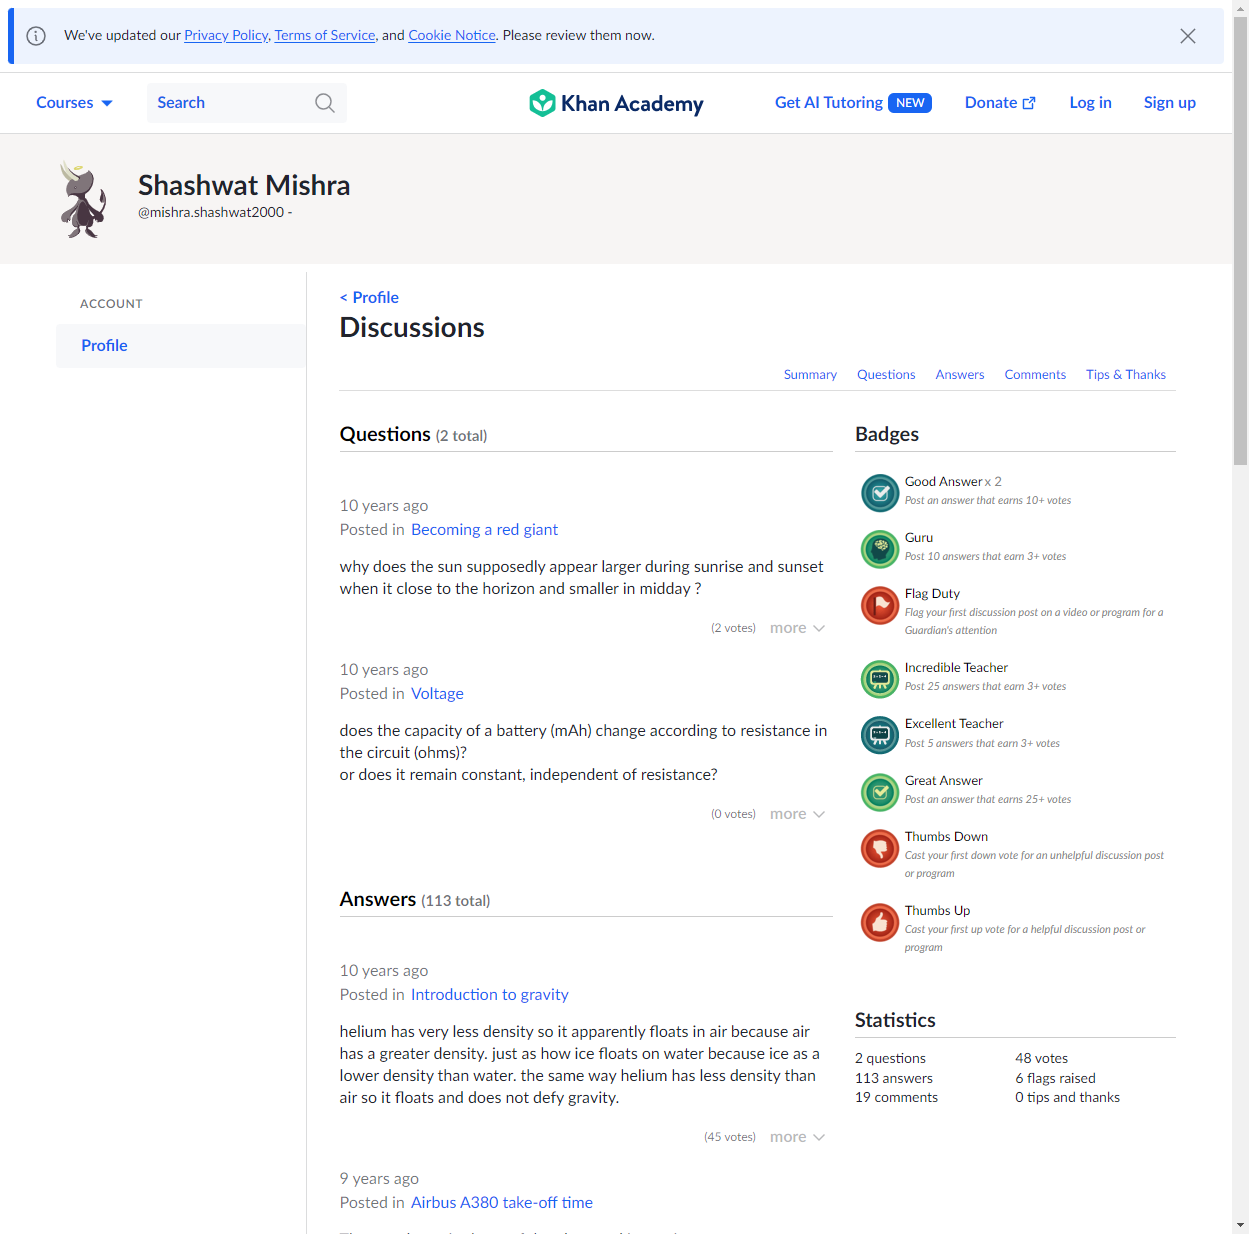 We've updated our Privacy Policy, Terms of Service, and Cookie Notice. Please review them now.
Courses
Search
Khan Academy
Get AI Tutoring NEW
Donate
Log in
Sign up
Shashwat Mishra
@mishra.shashwat2000 -
ACCOUNT
Profile
< Profile
Discussions
Summary
Questions
Answers
Comments
Tips & Thanks
Questions (2 total)
10 years ago
Posted in Becoming a red giant
why does the sun supposedly appear larger during sunrise and sunset
when it close to the horizon and smaller in midday ?
(2 votes) more
10 years ago
Posted in Voltage
does the capacity of a battery (mAh) change according to resistance in
the circuit (ohms)?
or does it remain constant, independent of resistance?
(0 votes) more
Answers (113 total)
10 years ago
Posted in Introduction to gravity
helium has very less density so it apparently floats in air because air
has a greater density. just as how ice floats on water because ice as a
lower density than water. the same way helium has less density than
air so it floats and does not defy gravity.
(45 votes) more
9 years ago
Posted in Airbus A380 take-off time
Badges
Good Answer x 2
Post an answer that earns 10+ votes
Guru
Post 10 answers that earn 3+ votes
Flag Duty
Flag your first discussion post on a video or program for a
Guardian's attention
Incredible Teacher
Post 25 answers that earn 3+ votes
Excellent Teacher
Post 5 answers that earn 3+ votes
Great Answer
Post an answer that earns 25+ votes
Thumbs Down
Cast your first down vote for an unhelpful discussion post
or program
Thumbs Up
Cast your first up vote for a helpful discussion post or
program
Statistics
2 questions
113 answers
19 comments
48 votes
6 flags raised
0 tips and thanks